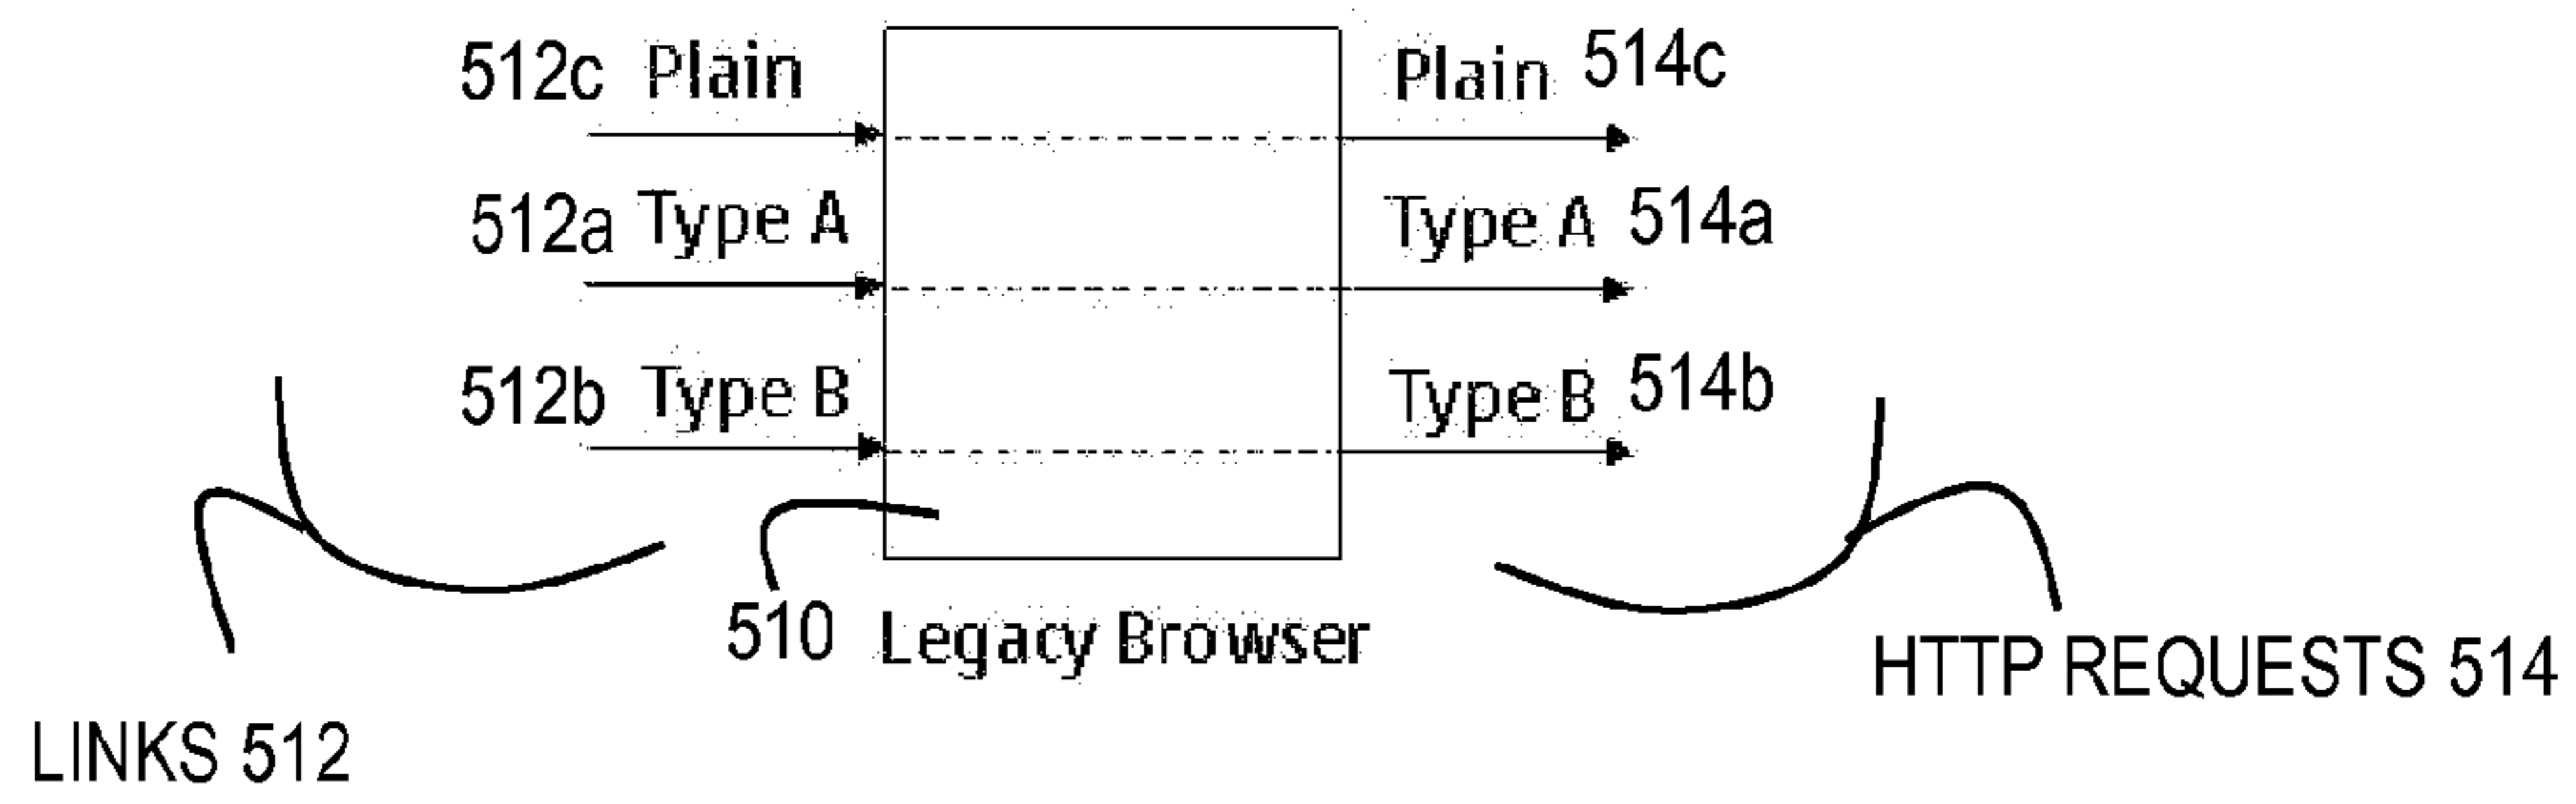 512c Plain Plain 514c
512a Type A Type A 514a
512b Type B Type B 514b
510 Legacy Browser
HTTP REQUESTS 514
LINKS 512